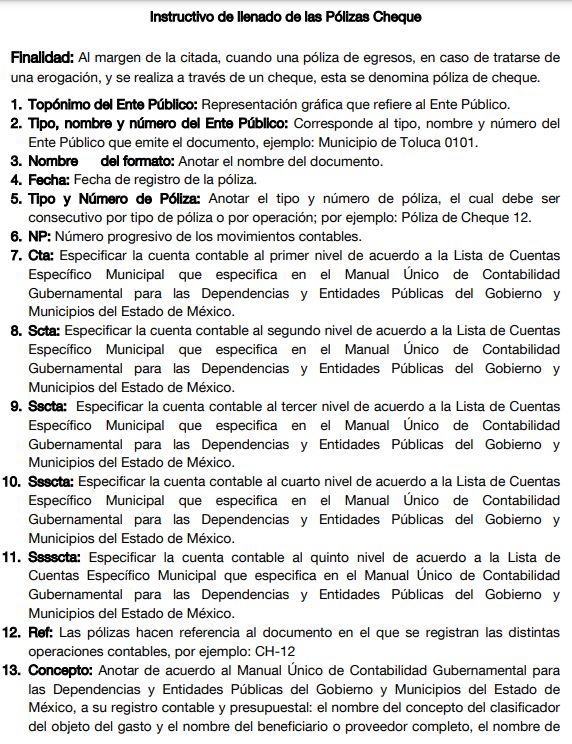 Instructivo de llenado de las Pólizas Cheque
Finalidad: Al margen de la citada, cuando una póliza de egresos, en caso de tratarse de
una erogación, y se realiza a través de un cheque, esta se denomina póliza de cheque.
1. Topónimo del Ente Público: Representación gráfica que refiere al Ente Público.
2. Tipo, nombre y número del Ente Público: Corresponde al tipo, nombre y número del
Ente Público que emite el documento, ejemplo: Municipio de Toluca 0101.
3. Nombre del formato: Anotar el nombre del documento.
4. Fecha: Fecha de registro de la póliza.
5. Tipo y Número de Póliza: Anotar el tipo y número de póliza, el cual debe ser
consecutivo por tipo de póliza o por operación; por ejemplo: Póliza de Cheque 12.
6. NP: Número progresivo de los movimientos contables.
7. Cta: Especificar la cuenta contable al primer nivel de acuerdo a la Lista de Cuentas
Específico Municipal que especifica en el Manual Único de Contabilidad
Gubernamental para las Dependencias y Entidades Públicas del Gobierno y
Municipios del Estado de México.
8. Scta: Especificar la cuenta contable al segundo nivel de acuerdo a la Lista de Cuentas
Específico Municipal que especifica en el Manual Único de Contabilidad
Gubernamental para las Dependencias y Entidades Públicas del Gobierno y
Municipios del Estado de México.
9. Sscta: Especificar la cuenta contable al tercer nivel de acuerdo a la Lista de Cuentas
Específico Municipal que especifica en el Manual Único de Contabilidad
Gubernamental para las Dependencias y Entidades Públicas del Gobierno y
Municipios del Estado de México.
10. Ssscta: Especificar la cuenta contable al cuarto nivel de acuerdo a la Lista de Cuentas
Específico Municipal que especifica en el Manual Único de Contabilidad
Gubernamental para las Dependencias y Entidades Públicas del Gobierno y
Municipios del Estado de México.
11. Sssscta: Especificar la cuenta contable al quinto nivel de acuerdo a la Lista de
Cuentas Específico Municipal que especifica en el Manual Único de Contabilidad
Gubernamental para las Dependencias y Entidades Públicas del Gobierno y
Municipios del Estado de México.
12. Ref: Las pólizas hacen referencia al documento en el que se registran las distintas
operaciones contables, por ejemplo: CH-12
13. Concepto: Anotar de acuerdo al Manual Único de Contabilidad Gubernamental para
las Dependencias y Entidades Públicas del Gobierno y Municipios del Estado de
México, a su registro contable y presupuestal: el nombre del concepto del clasificador
del objeto del gasto y el nombre del beneficiario o proveedor completo, el nombre de